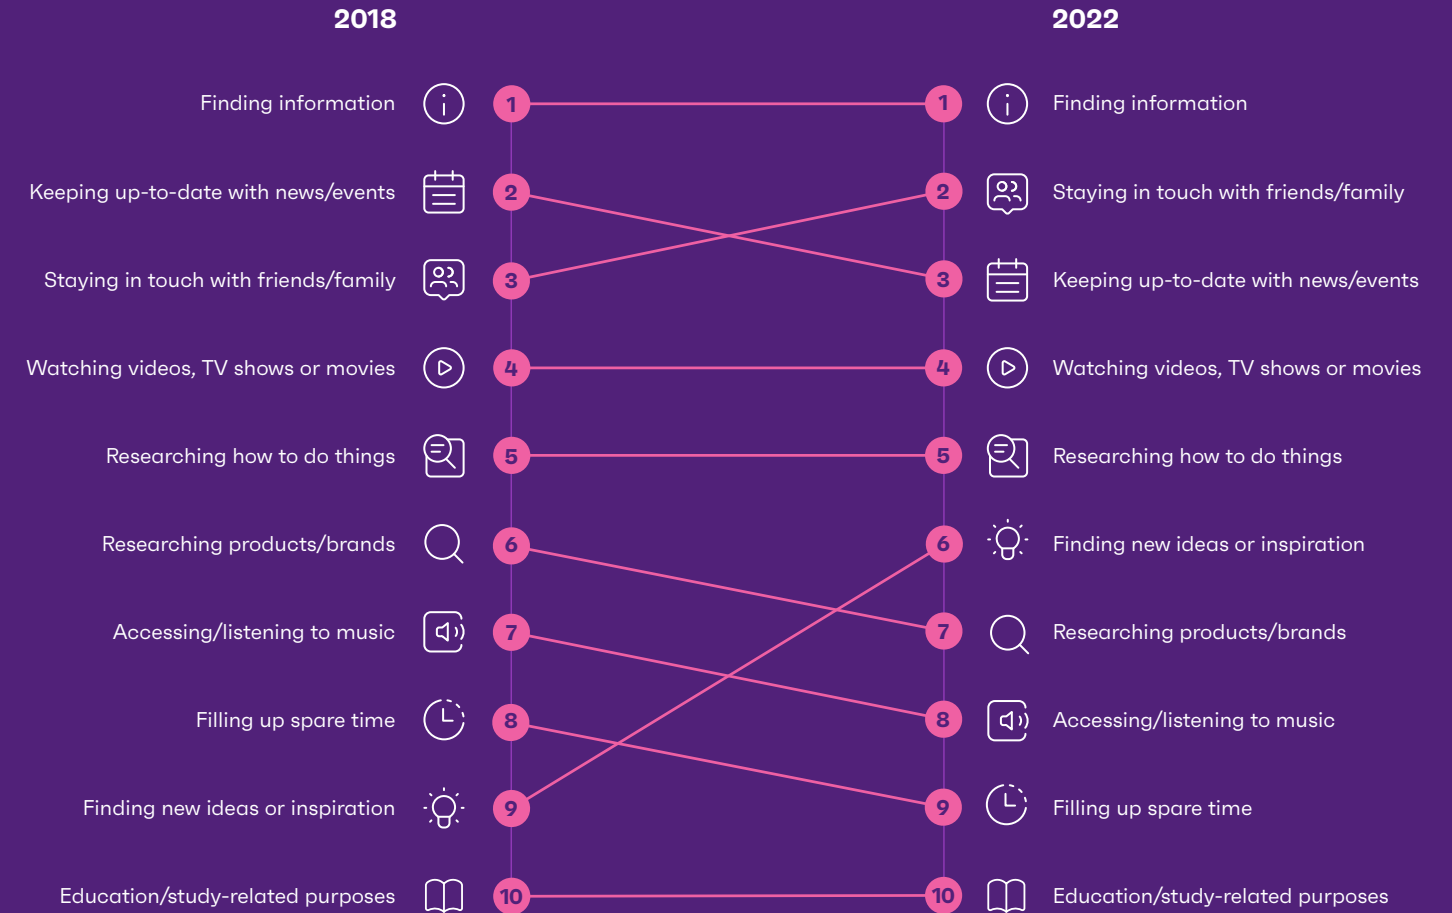 2018 2022
Finding information 1 1 Finding information
Keeping up-to-date with news/events 2 2 Staying in touch with friends/family
Staying in touch with friends/family 3 3 Keeping up-to-date with news/events
Watching videos, TV shows or movies 4 4 Watching videos, TV shows or movies
Researching how to do things 5 5 Researching how to do things
Researching products/brands 6 6 Finding new ideas or inspiration
Accessing/listening to music 7 7 Researching products/brands
Filling up spare time 8 8 Accessing/listening to music
Finding new ideas or inspiration 9 9 Filling up spare time
Education/study-related purposes 10 10 Education/study-related purposes